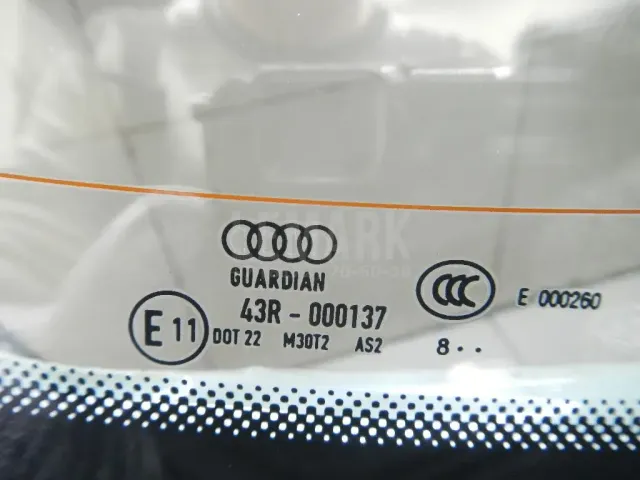 GUARDIAN
43R - 000137
E 11
DOT 22 M30T2 AS2
CCC
E 000260
8··